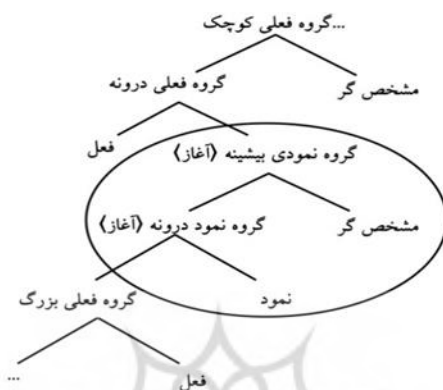 گروه فعلی کوچک...
مشخص گر
گروه فعلی درونه
گروه نمودی بیشینه ⟨آغاز⟩
فعل
مشخص گر
گروه نمود درونه ⟨آغاز⟩
نمود
گروه فعلی بزرگ
فعل
...